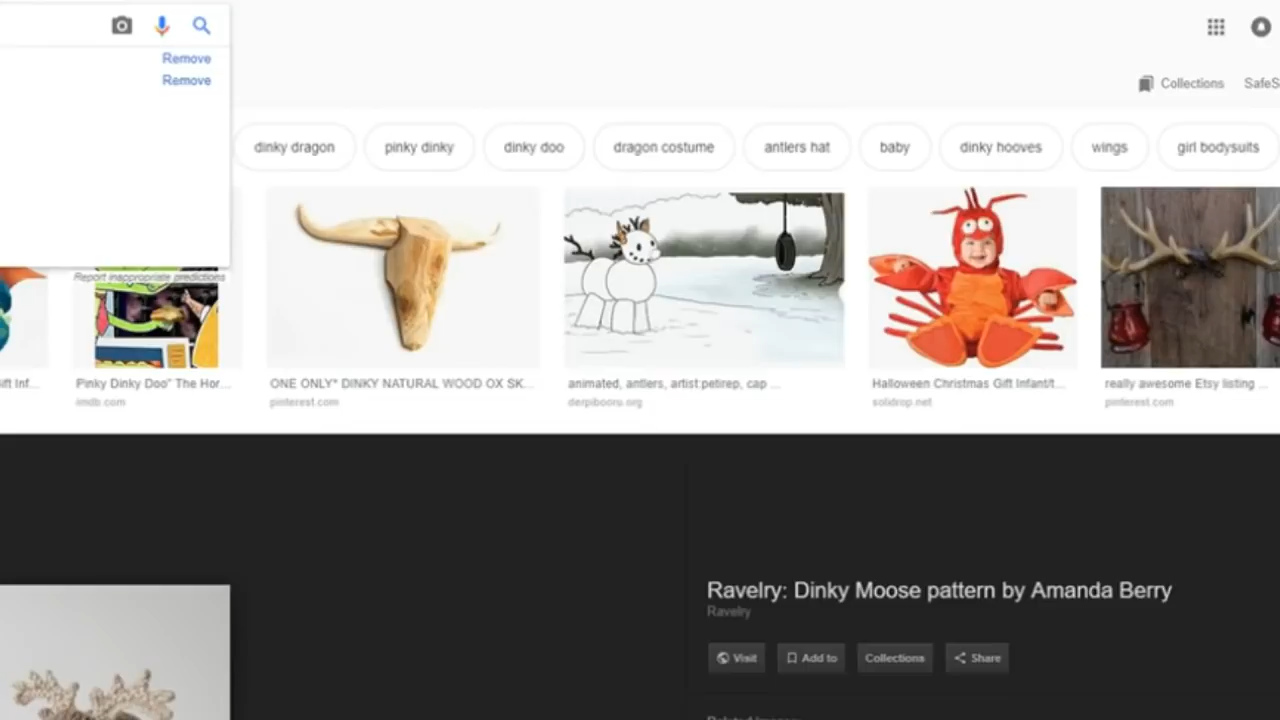 Remove
Remove
Collections SafeS
dinky dragon pinky dinky dinky doo dragon costume antlers hat baby dinky hooves wings girl bodysuits
Report inappropriate predictions
ift Inf... Pinky Dinky Doo" The Hor... ONE ONLY* DINKY NATURAL WOOD OX SK... animated, antlers, artist petirep, cap ... Halloween Christmas Gift Infant/t... really awesome Etsy listing ...
imdb.com pinterest.com derpibooru.org solidrop.net pinterest.com
Ravelry: Dinky Moose pattern by Amanda Berry
Ravelry
Visit Add to Collections Share